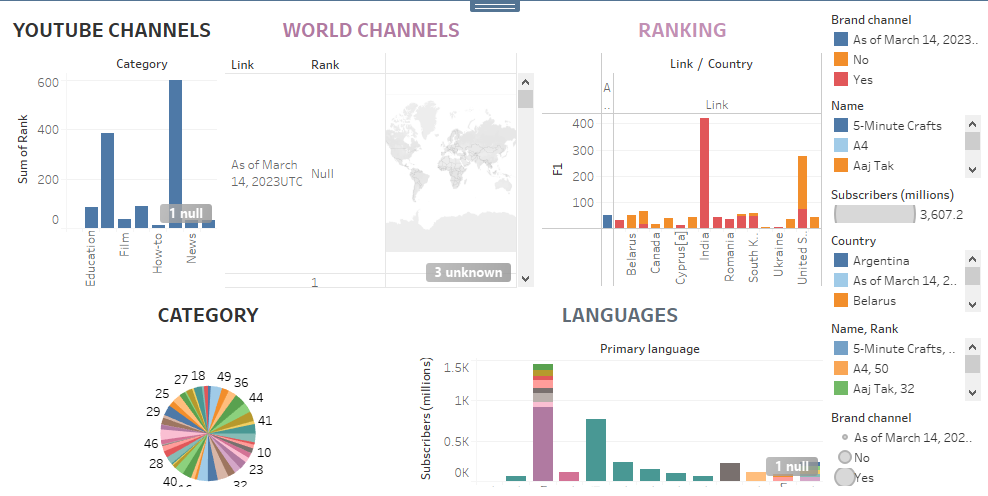 YOUTUBE CHANNELS
Category
Sum of Rank
600
400
200
0
1 null
Education
Film
How-to
News
WORLD CHANNELS
Link Rank
As of March
14, 2023UTC
Null
1
3 unknown
RANKING
Link / Country
A
..
Link
F1
400
300
200
100
Belarus
Canada
Cyprus[a]
India
Romania
South K..
Ukraine
United S..
CATEGORY
27 18 49 36
25 44
29 41
46 10
28 23
40 32
LANGUAGES
Primary language
Subscribers (millions)
1.5K
1K
0.5K
0K
1 null
Brand channel
As of March 14, 2023..
No
Yes
Name
5-Minute Crafts
A4
Aaj Tak
Subscribers (millions)
3,607.2
Country
Argentina
As of March 14, 2..
Belarus
Name, Rank
5-Minute Crafts, ..
A4, 50
Aaj Tak, 32
Brand channel
As of March 14, 202..
No
Yes